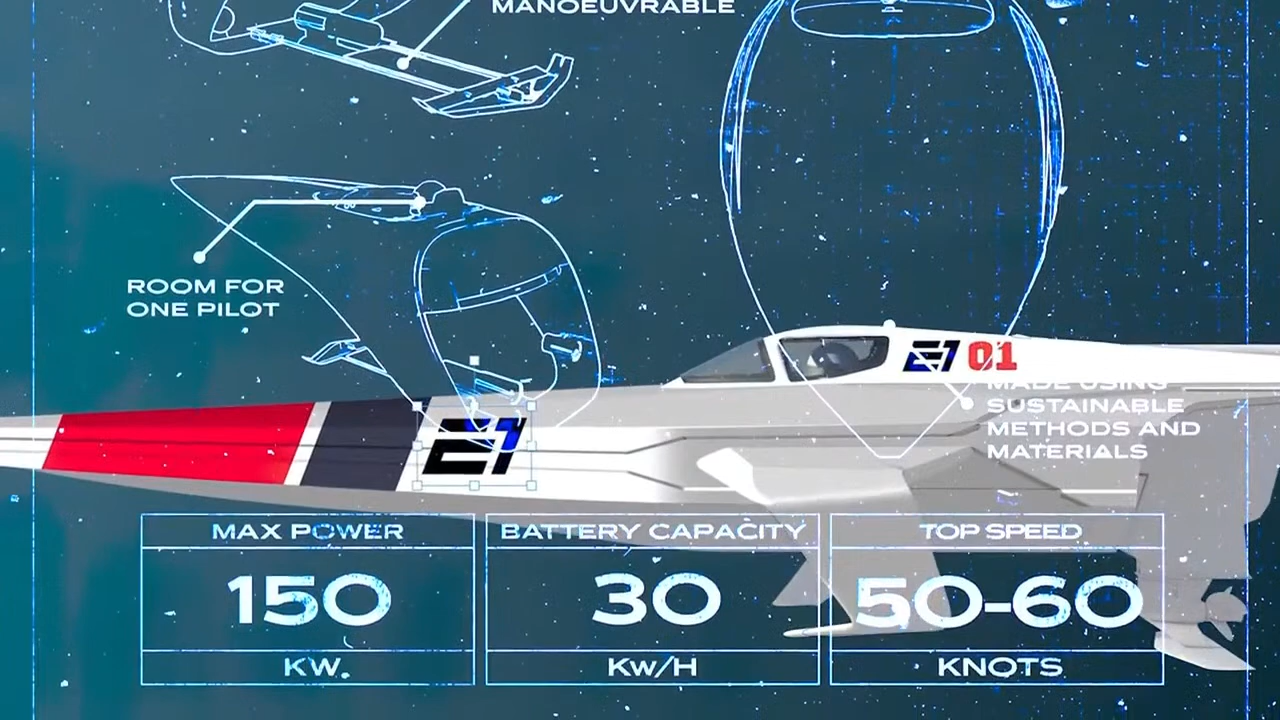 MANOEUVRABLE
ROOM FOR
ONE PILOT
E1 01
MADE USING
SUSTAINABLE
METHODS AND
MATERIALS
E1
MAX POWER
150
KW.
BATTERY CAPACITY
30
Kw/H
TOP SPEED
50-60
KNOTS